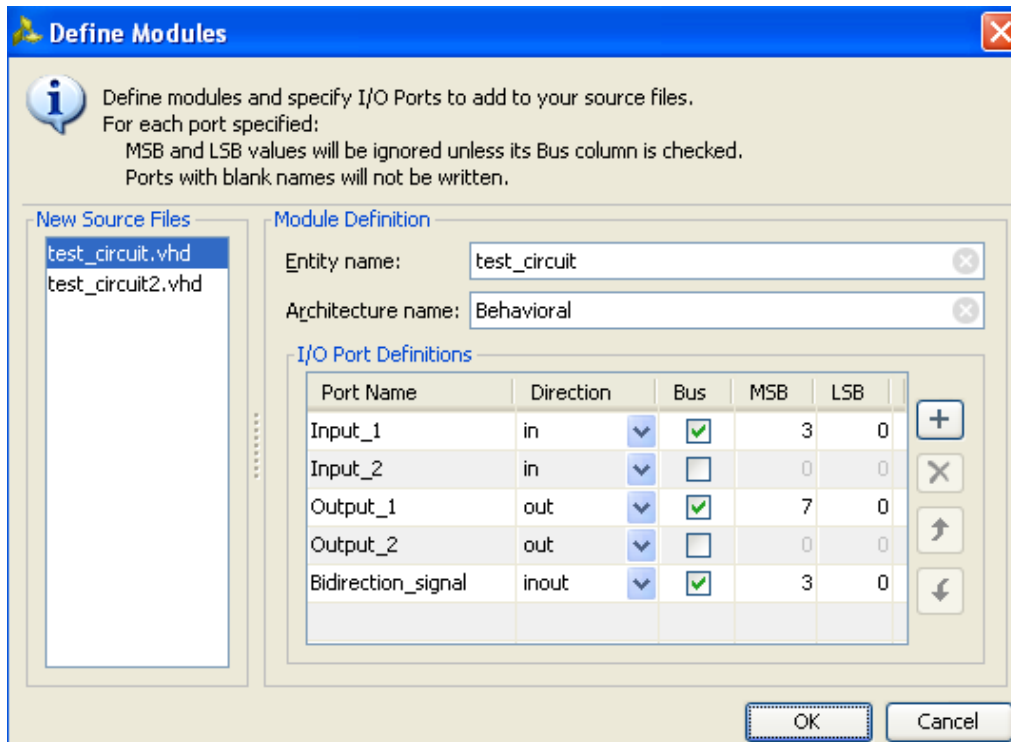 Define Modules
Define modules and specify I/O Ports to add to your source files.
For each port specified:
MSB and LSB values will be ignored unless its Bus column is checked.
Ports with blank names will not be written.
New Source Files
test_circuit.vhd
test_circuit2.vhd
Module Definition
Entity name: test_circuit
Architecture name: Behavioral
I/O Port Definitions
Port Name Direction Bus MSB LSB
Input_1 in 3 0
Input_2 in 0 0
Output_1 out 7 0
Output_2 out 0 0
Bidirection_signal inout 3 0
OK Cancel